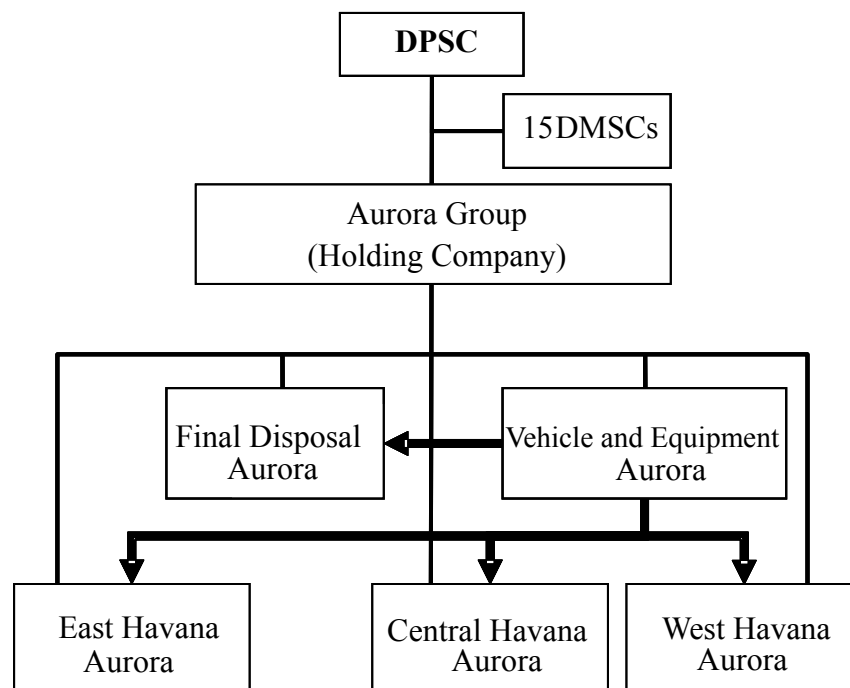 DPSC
15DMSCs
Aurora Group
(Holding Company)
Final Disposal
Aurora
Vehicle and Equipment
Aurora
East Havana
Aurora
Central Havana
Aurora
West Havana
Aurora